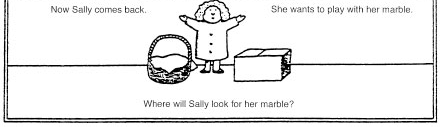 Now Sally comes back.
She wants to play with her marble.
Where will Sally look for her marble?